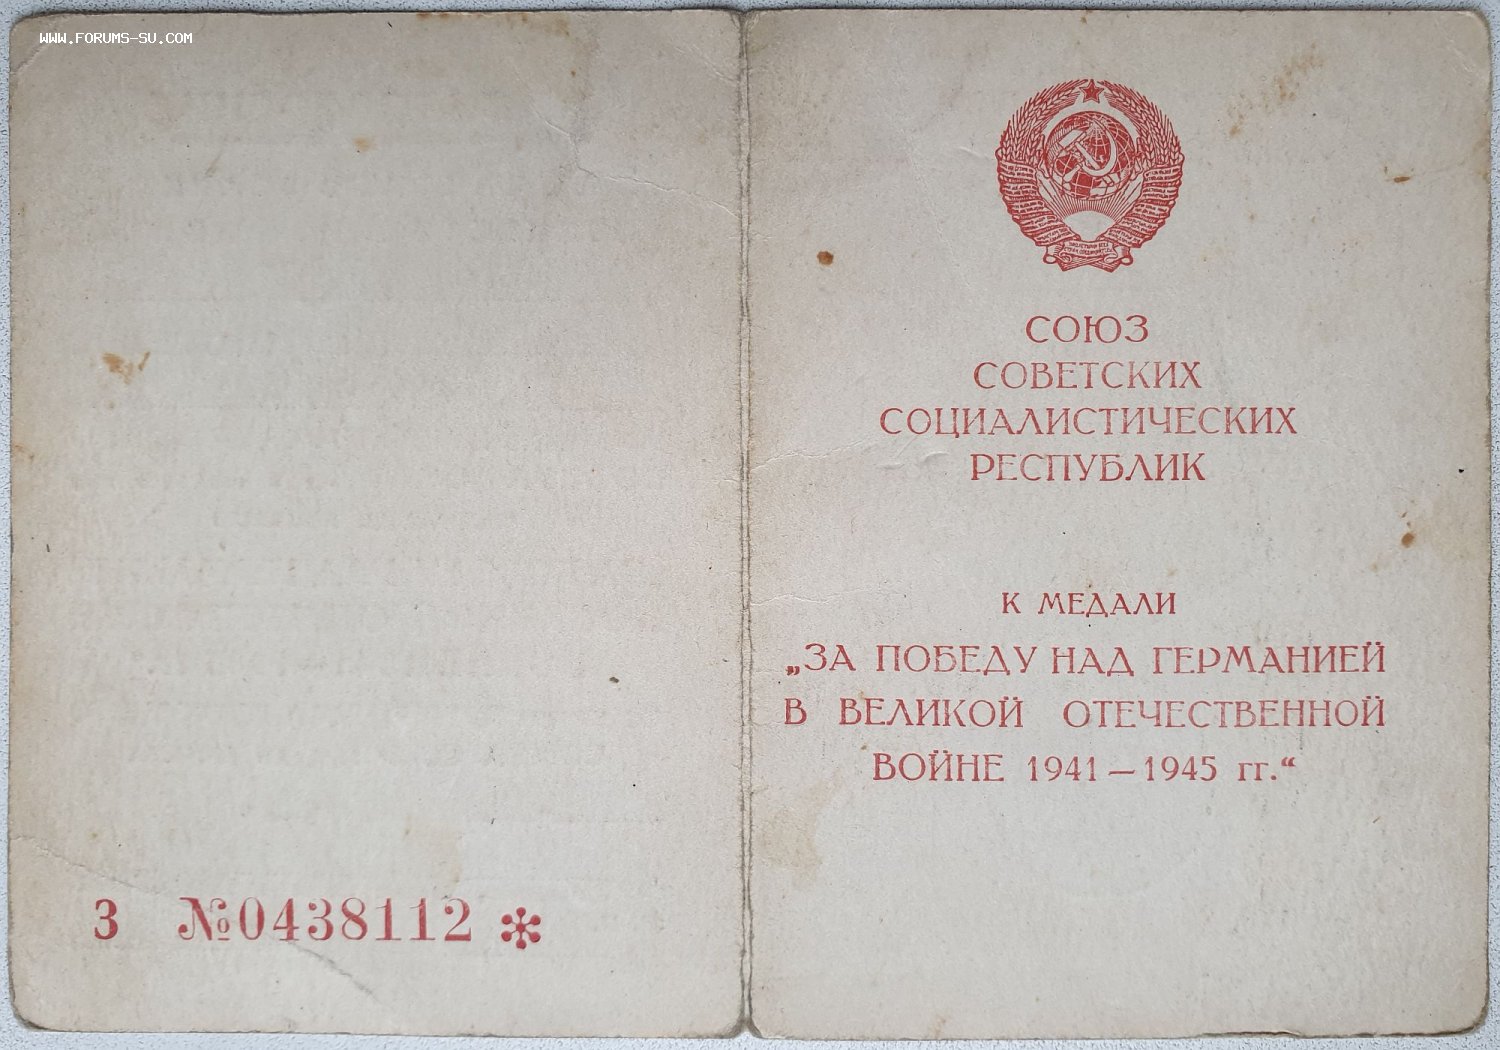 WWW.FORUMS-SU.COM
З №0438112 *
СОЮЗ
СОВЕТСКИХ
СОЦИАЛИСТИЧЕСКИХ
РЕСПУБЛИК
К МЕДАЛИ
„ЗА ПОБЕДУ НАД ГЕРМАНИЕЙ
В ВЕЛИКОЙ ОТЕЧЕСТВЕННОЙ
ВОЙНЕ 1941—1945 гг.“